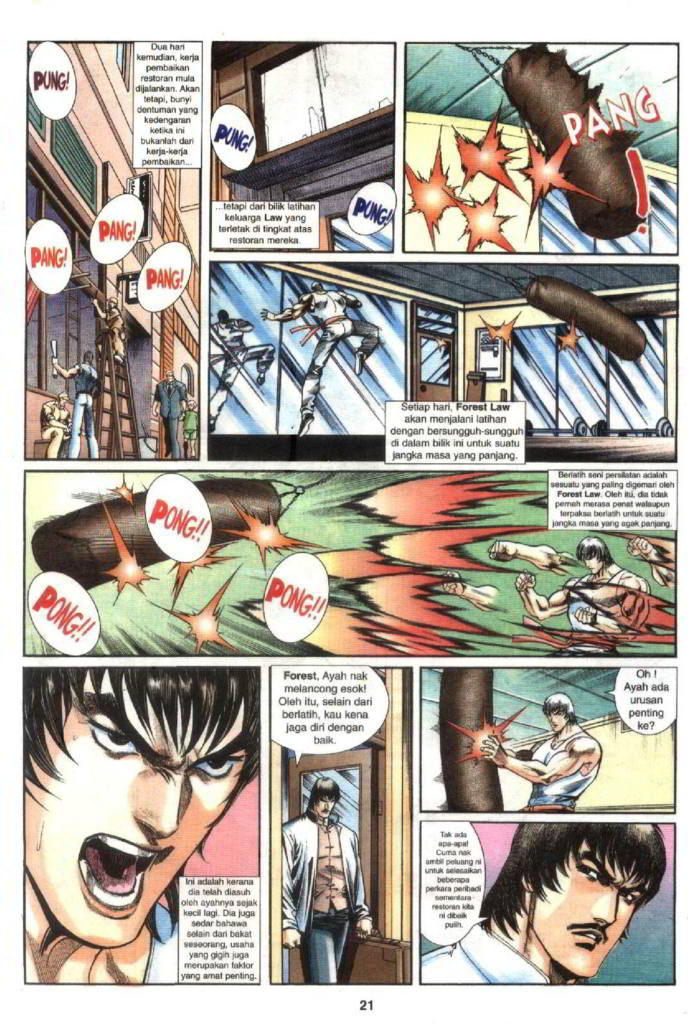 PUNG!
Dua hari
kemudian, kerja
pembaikan
restoran mula
dijalankan. Akan
tetapi, bunyi
dentuman yang
kedengaran
ketika ini
bukanlah dari
kerja-kerja
pembaikan...
PANG!
PANG!
PANG!
PUNG!
PUNG!
...tetapi dari bilik latihan
keluarga Law yang
terletak di tingkat atas
restoran mereka.
PANG
!
Setiap hari, Forest Law
akan menjalani latihan
dengan bersungguh-sungguh
di dalam bilik ini untuk suatu
jangka masa yang panjang.
PONG!!
PONG!!
PONG!!
Berlatih seni persilatan adalah
sesuatu yang paling digemari oleh
Forest Law. Oleh itu, dia tidak
pernah merasa penat walaupun
terpaksa berlatih untuk suatu
jangka masa yang agak panjang.
Ini adalah kerana
dia telah diasuh
oleh ayahnya sejak
kecil lagi. Dia juga
sedar bahawa
selain dari bakat
seseorang, usaha
yang gigih juga
merupakan faktor
yang amat penting.
Forest, Ayah nak
melancong esok!
Oleh itu, selain dari
berlatih, kau kena
jaga diri dengan
baik.
Oh !
Ayah ada
urusan
penting
ke?
Tak ada
apa-apa!
Cuma nak
ambil peluang ni
untuk selesaikan
beberapa
perkara peribadi
sementara-
restoran kita
ni dibaik
pulih.
21